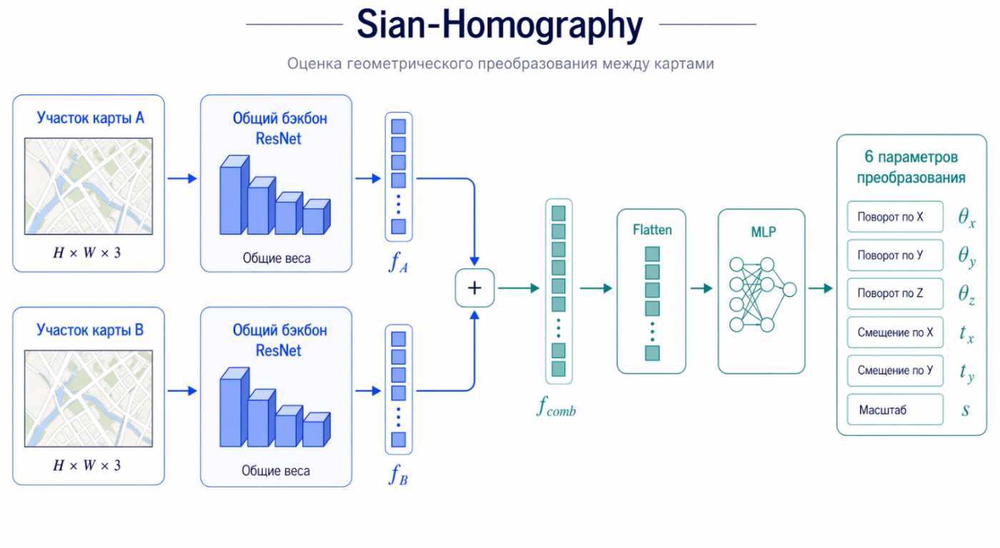 Sian-Homography
Оценка геометрического преобразования между картами
Участок карты A
H × W × 3
Общий бэкбон
ResNet
Общие веса
f_A
Участок карты B
H × W × 3
Общий бэкбон
ResNet
Общие веса
f_B
+
f_comb
Flatten
MLP
6 параметров
преобразования
Поворот по X θ_x
Поворот по У θ_y
Поворот по Z θ_z
Смещение по X t_x
Смещение по У t_y
Масштаб s